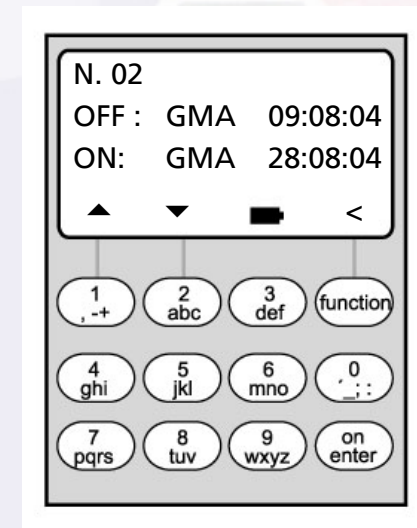 N. 02
OFF : GMA 09:08:04
ON: GMA 28:08:04
<
1 2 3 function
, -+ abc def
4 5 6 0
ghi jkl mno ´_; :
7 8 9 on
pqrs tuv wxyz enter